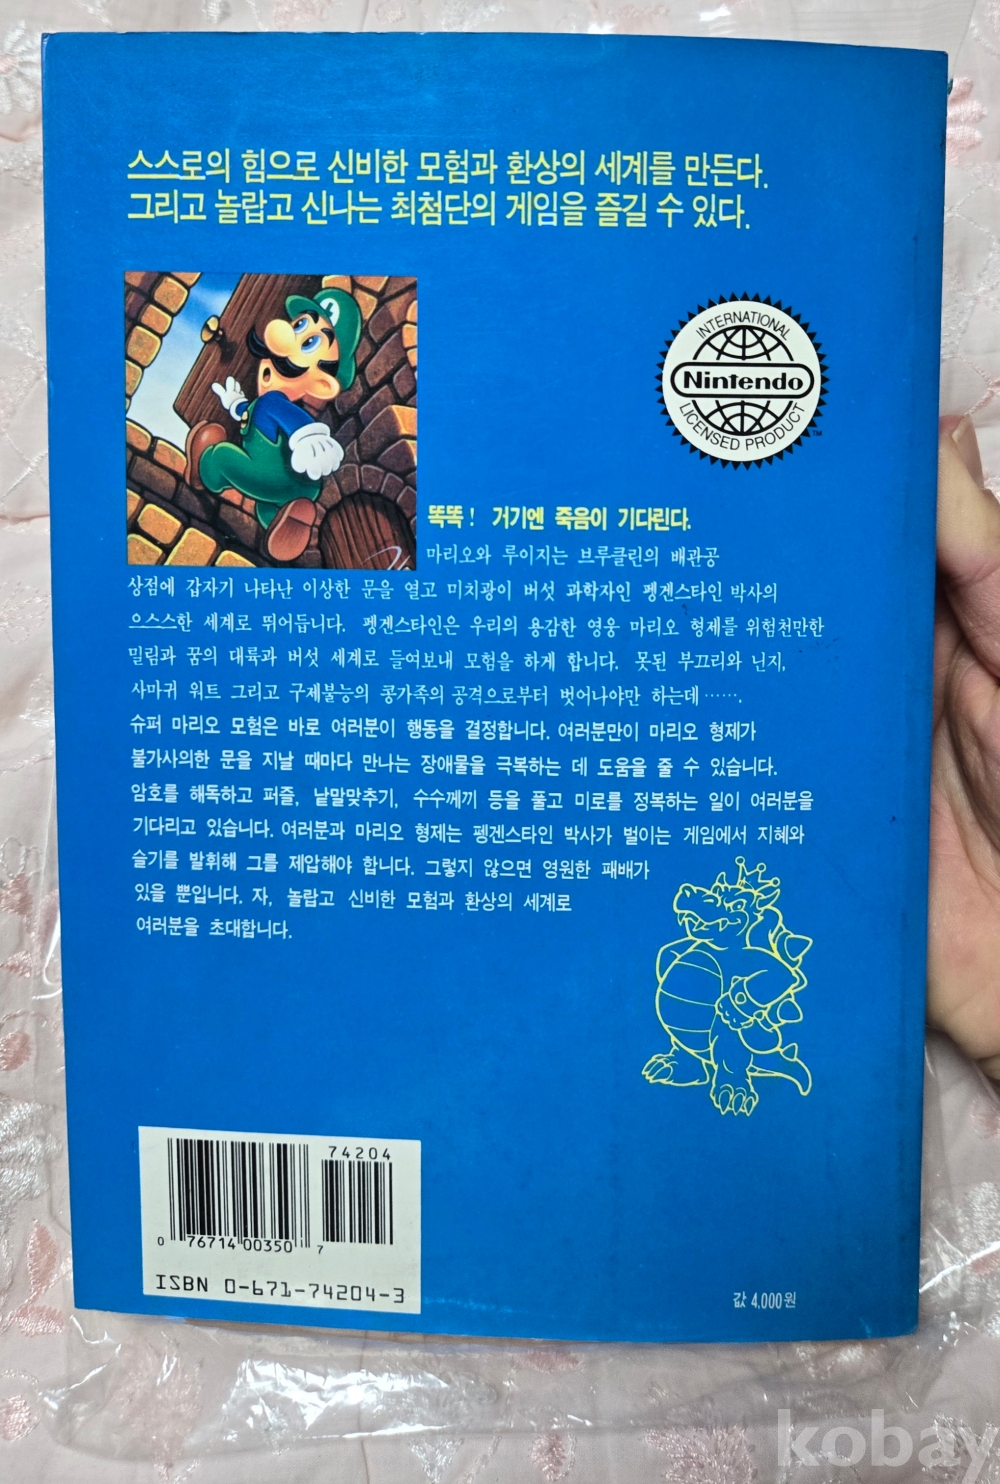 스스로의 힘으로 신비한 모험과 환상의 세계를 만든다.
그리고 놀랍고 신나는 최첨단의 게임을 즐길 수 있다.
INTERNATIONAL
Nintendo
LICENSED PRODUCT
TM
L
똑똑! 거기엔 죽음이 기다린다.
마리오와 루이지는 브루클린의 배관공
상점에 갑자기 나타난 이상한 문을 열고 미치광이 버섯 과학자인 펭겐스타인 박사의
으스스한 세계로 뛰어듭니다. 펭겐스타인은 우리의 용감한 영웅 마리오 형제를 위험천만한
밀림과 꿈의 대륙과 버섯 세계로 들여보내 모험을 하게 합니다. 못된 부끄리와 닌지,
사마귀 워트 그리고 구제불능의 콩가족의 공격으로부터 벗어나야만 하는데 …….
슈퍼 마리오 모험은 바로 여러분이 행동을 결정합니다. 여러분만이 마리오 형제가
불가사의한 문을 지날 때마다 만나는 장애물을 극복하는 데 도움을 줄 수 있습니다.
암호를 해독하고 퍼즐, 낱말맞추기, 수수께끼 등을 풀고 미로를 정복하는 일이 여러분을
기다리고 있습니다. 여러분과 마리오 형제는 펭겐스타인 박사가 벌이는 게임에서 지혜와
슬기를 발휘해 그를 제압해야 합니다. 그렇지 않으면 영원한 패배가
있을 뿐입니다. 자, 놀랍고 신비한 모험과 환상의 세계로
여러분을 초대합니다.
74204
0 76714 00350 7
ISBN 0-671-74204-3
값 4,000원
kobay